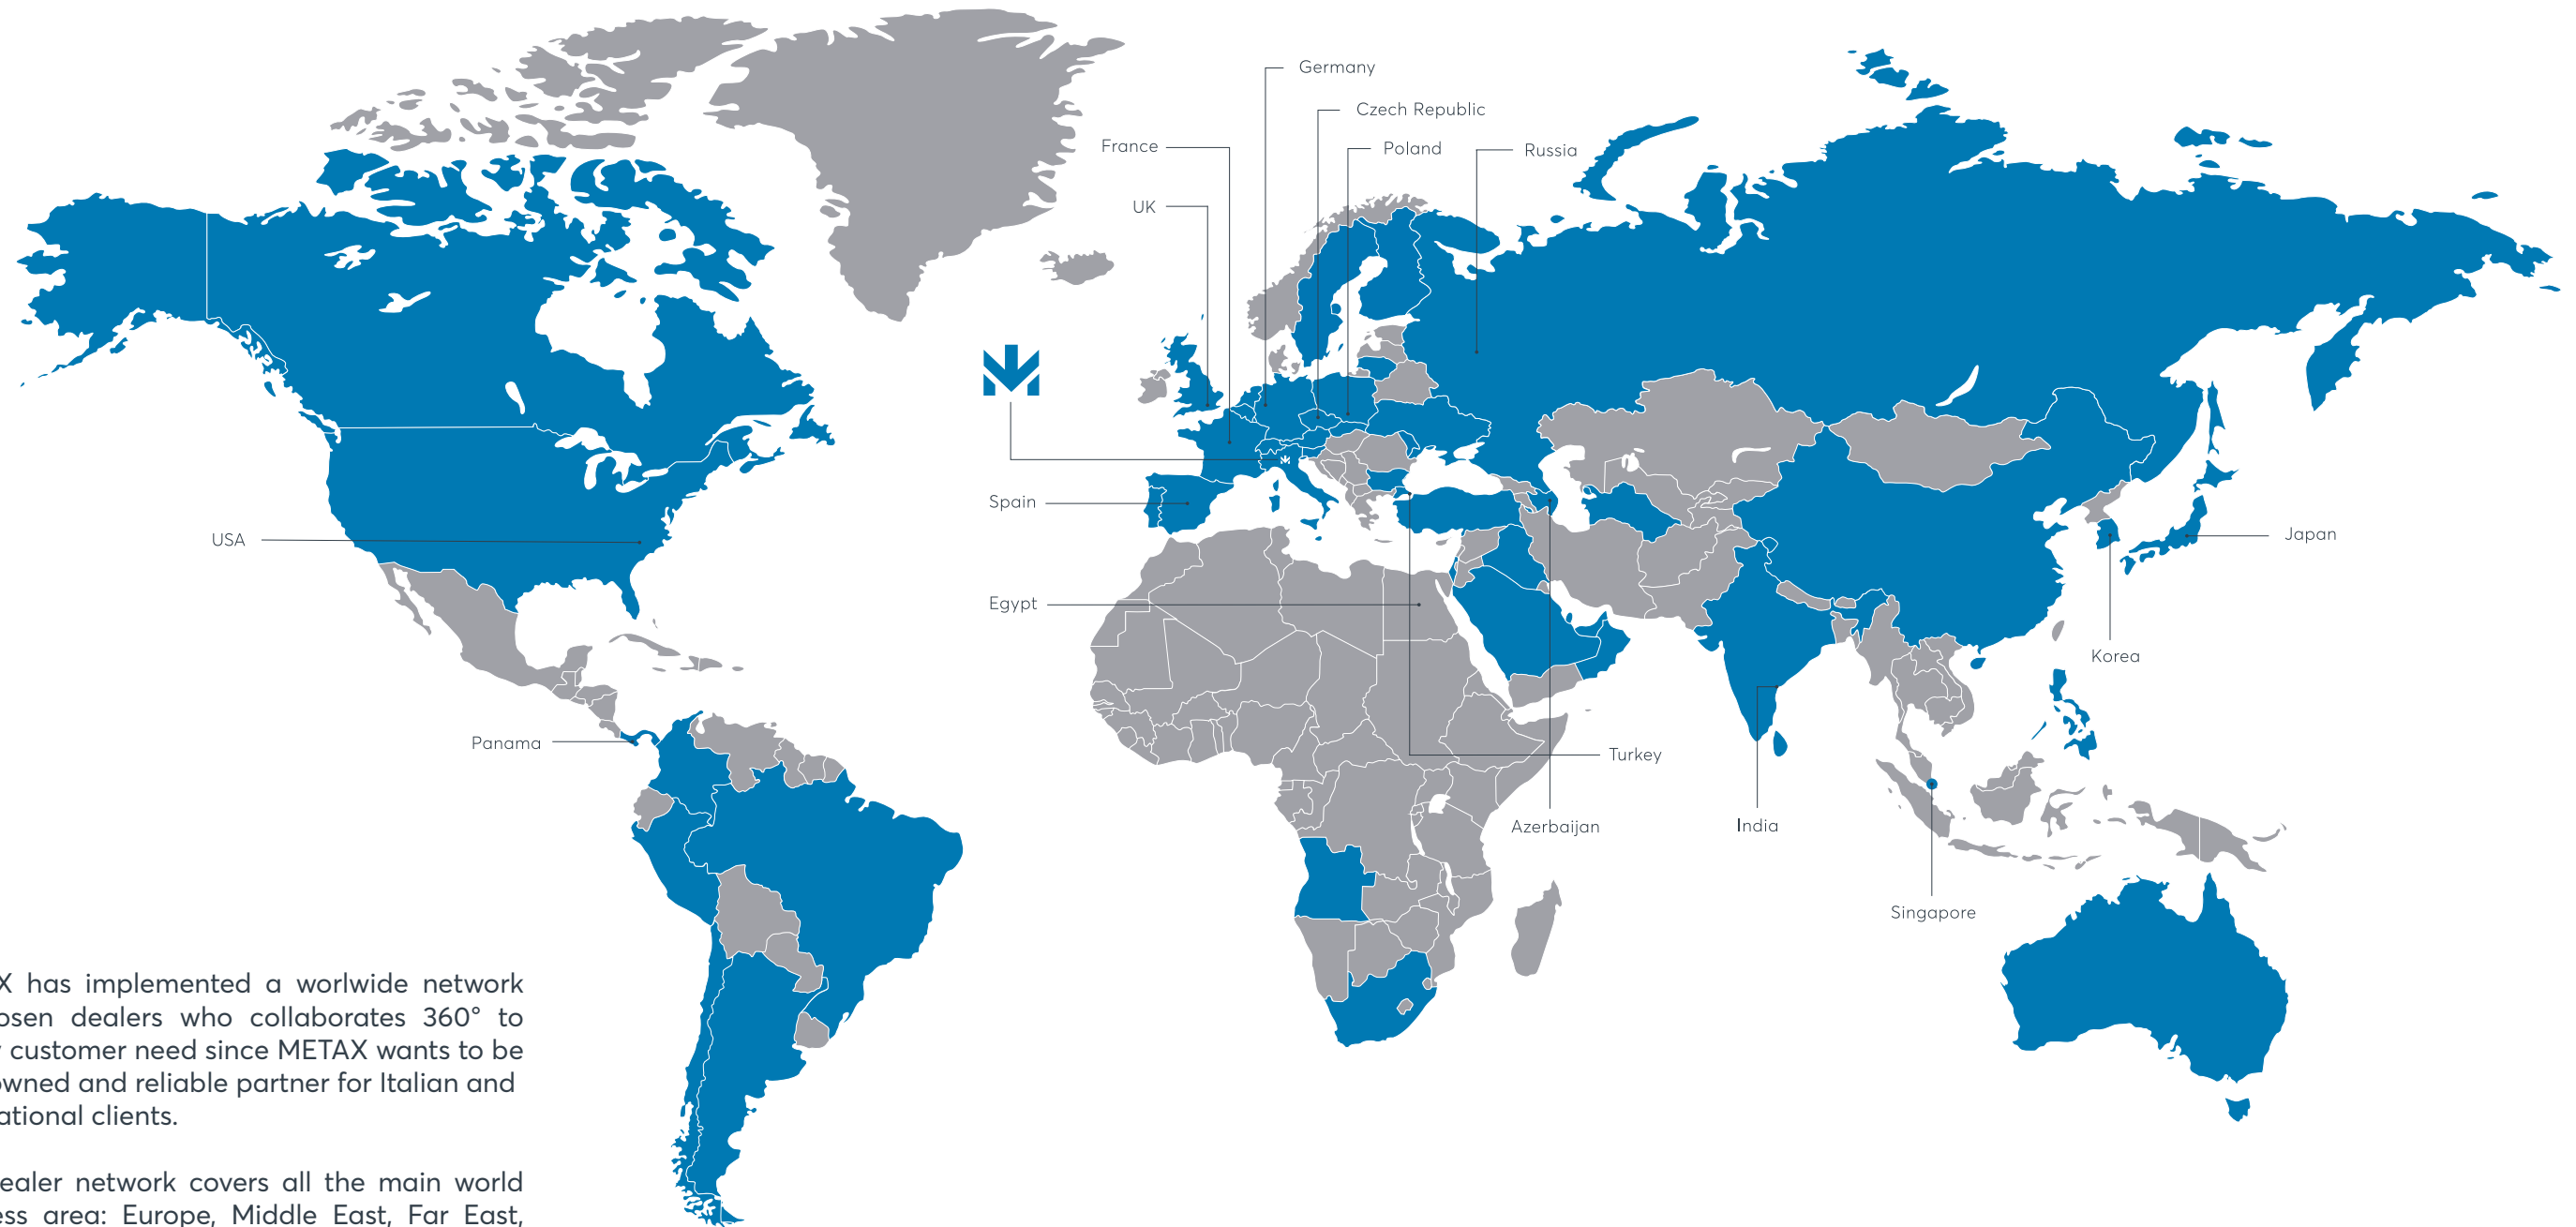 Germany
Czech Republic
France
Poland
Russia
UK
Spain
USA
Japan
Egypt
Korea
Panama
Turkey
Azerbaijan
India
Singapore
X has implemented a worlwide network
osen dealers who collaborates 360° to
customer need since METAX wants to be
owned and reliable partner for Italian and
ational clients.
ealer network covers all the main world
ess area: Europe, Middle East, Far East,